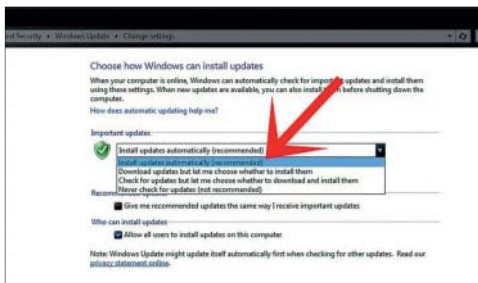 nd Security ▸ Windows Update ▸ Change settings
Choose how Windows can install updates
When your computer is online, Windows can automatically check for important updates and install them
using these settings. When new updates are available, you can also install them before shutting down the
computer.
How does automatic updating help me?
Important updates
Install updates automatically (recommended)
Install updates automatically (recommended)
Download updates but let me choose whether to install them
Check for updates but let me choose whether to download and install them
Never check for updates (not recommended)
Recommended updates
Give me recommended updates the same way I receive important updates
Who can install updates
Allow all users to install updates on this computer
Note: Windows Update might update itself automatically first when checking for other updates. Read our
privacy statement online.